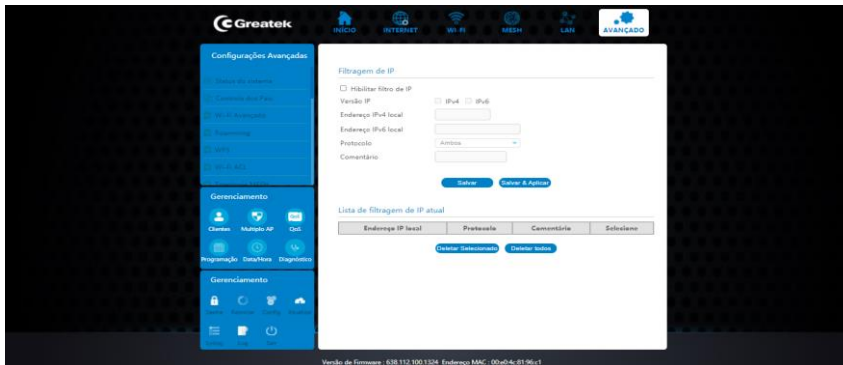 Greatek
INÍCIO
INTERNET
WI-FI
MESH
LAN
AVANÇADO
Configurações Avançadas
Filtragem de IP
Hibilitar filtro de IP
Versão IP
IPv4
IPv6
Endereço IPv4 local
Endereço IPv6 local
Protocolo
Ambos
Comentário
Salvar
Salvar & Aplicar
Lista de filtragem de IP atual
Endereço IP local
Protocolo
Comentário
Selecione
Deletar Selecionado
Deletar todos
WPS
Gerenciamento
Clientes
Multiplo AP
QoS
Programação
Data/Hora
Diagnóstico
Gerenciamento
Versão de Firmware : 638.112.100.1324 Endereço MAC : 00:e0:4c:81:96:c1